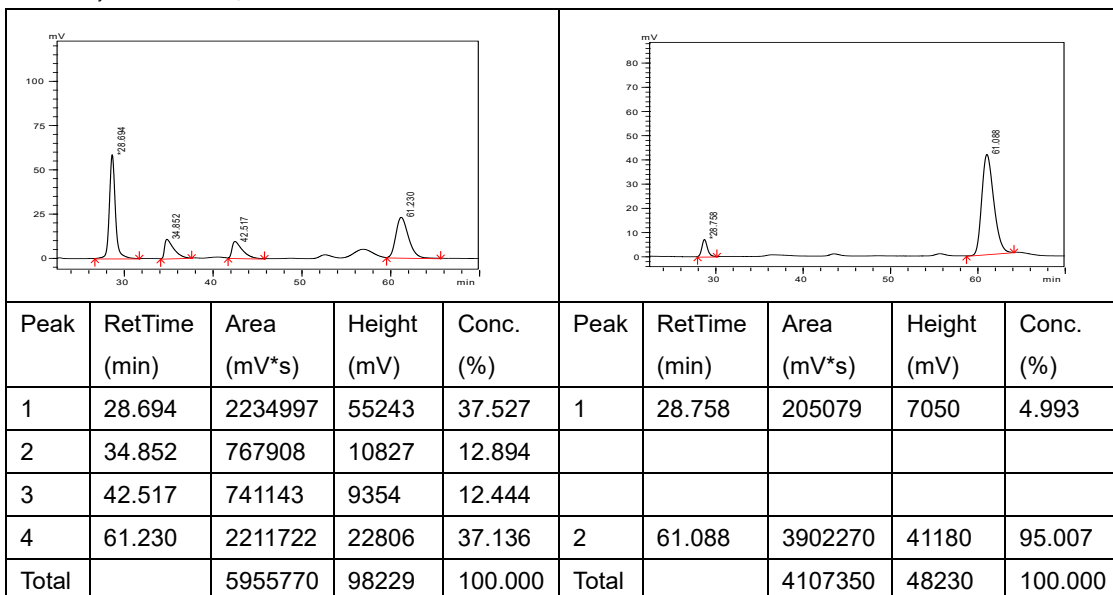 mV
100
75
50
25
0
*28.694
34.852
42.517
61.230
30
40
50
60
min
mV
80
70
60
50
40
30
20
10
0
*28.758
61.088
30
40
50
60
min
Peak RetTime (min) Area (mV*s) Height (mV) Conc. (%) Peak RetTime (min) Area (mV*s) Height (mV) Conc. (%)
1 28.694 2234997 55243 37.527 1 28.758 205079 7050 4.993
2 34.852 767908 10827 12.894
3 42.517 741143 9354 12.444
4 61.230 2211722 22806 37.136 2 61.088 3902270 41180 95.007
Total 5955770 98229 100.000 Total 4107350 48230 100.000